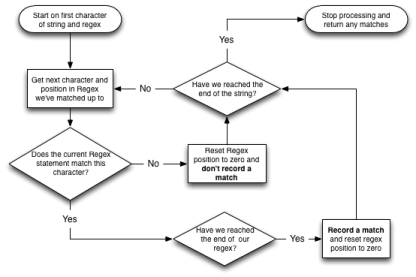 Start on first character
of string and regex
Stop processing and
return any matches
Yes
Get next character and
position in Regex
we've matched up to
No
Have we reached the
end of the string?
Does the current Regex
statement match this
character?
No
Reset Regex
position to zero and
don't record a
match
Yes
Have we reached
the end of our
regex?
Yes
Record a match
and reset regex
position to zero